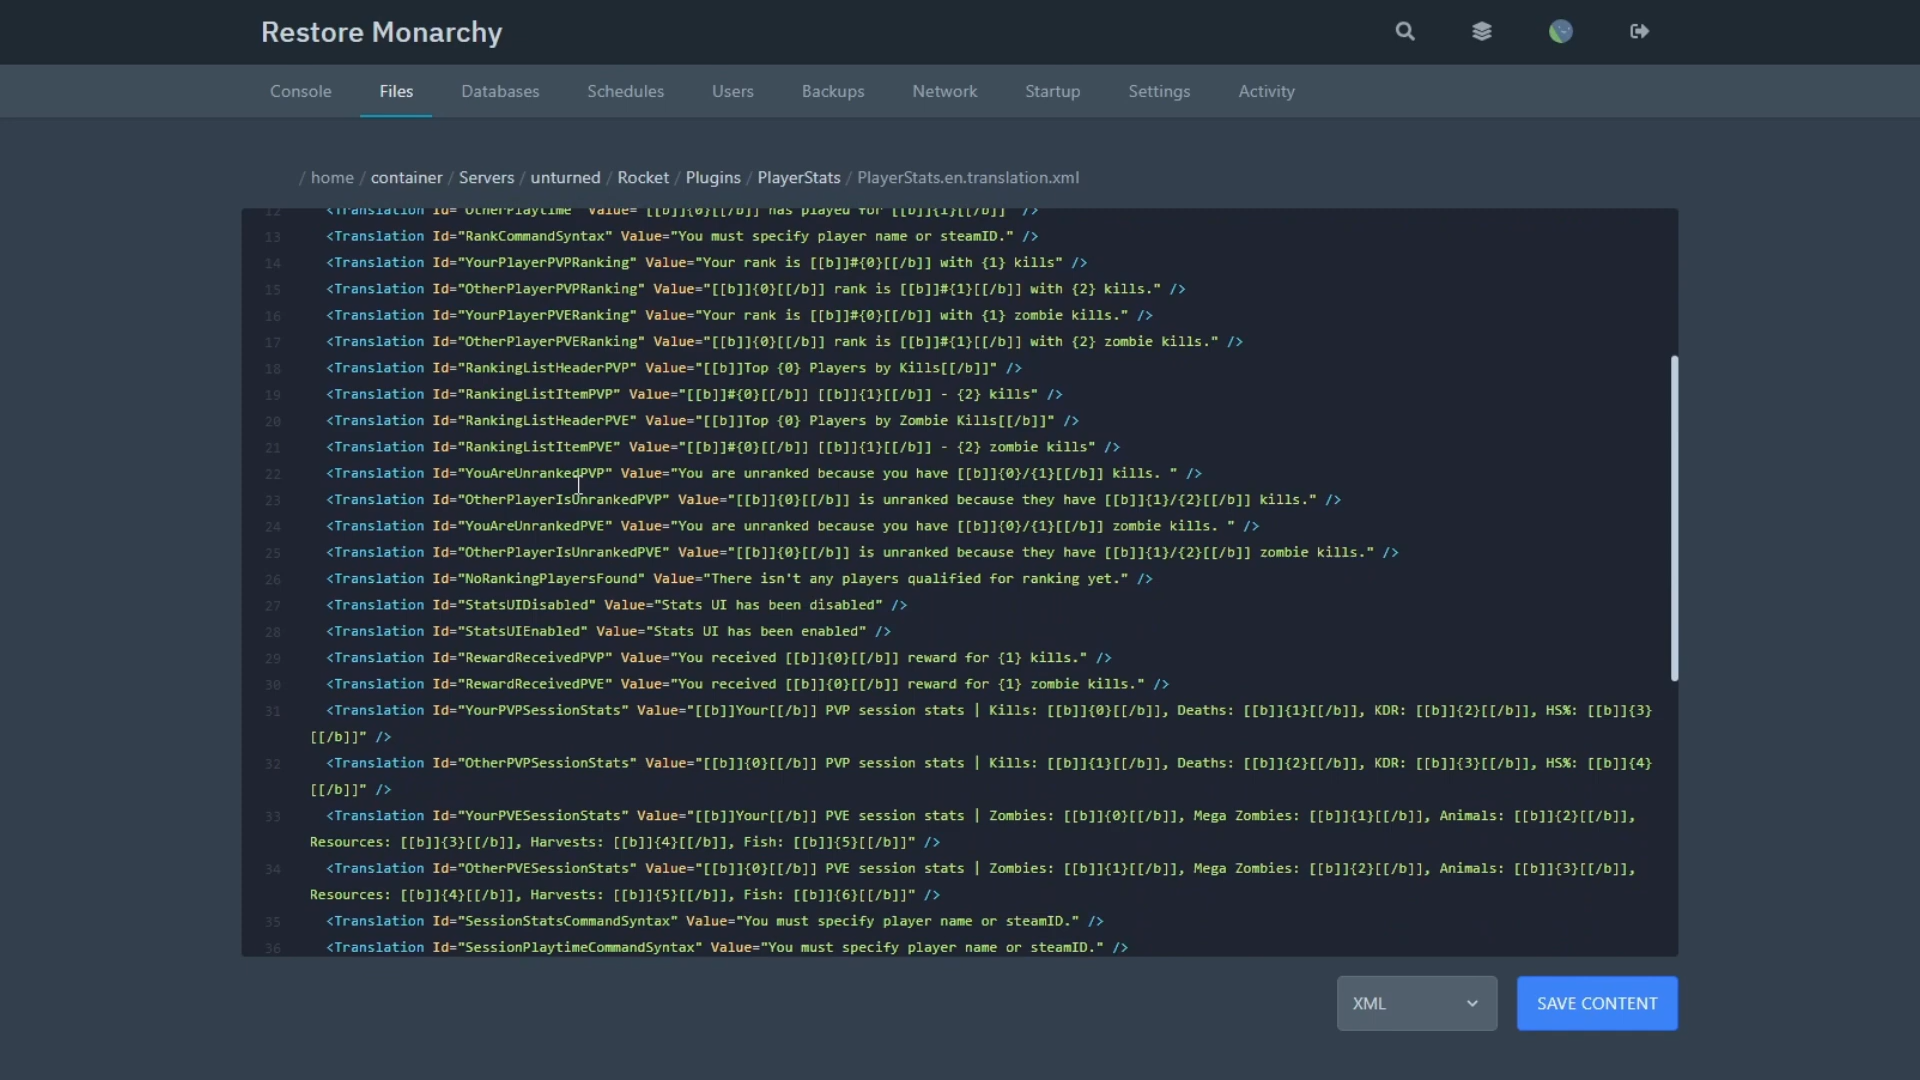 Restore Monarchy
Console Files Databases Schedules Users Backups Network Startup Settings Activity
/ home / container / Servers / unturned / Rocket / Plugins / PlayerStats / PlayerStats.en.translation.xml
12 <Translation Id="OtherPlaytime" Value="[[b]]{0}[[/b]] has played for [[b]]{1}[[/b]]" />
13 <Translation Id="RankCommandSyntax" Value="You must specify player name or steamID." />
14 <Translation Id="YourPlayerPVPRanking" Value="Your rank is [[b]]#{0}[[/b]] with {1} kills" />
15 <Translation Id="OtherPlayerPVPRanking" Value="[[b]]{0}[[/b]] rank is [[b]]#{1}[[/b]] with {2} kills." />
16 <Translation Id="YourPlayerPVERanking" Value="Your rank is [[b]]#{0}[[/b]] with {1} zombie kills." />
17 <Translation Id="OtherPlayerPVERanking" Value="[[b]]{0}[[/b]] rank is [[b]]#{1}[[/b]] with {2} zombie kills." />
18 <Translation Id="RankingListHeaderPVP" Value="[[b]]Top {0} Players by Kills[[/b]]" />
19 <Translation Id="RankingListItemPVP" Value="[[b]]#{0}[[/b]] [[b]]{1}[[/b]] - {2} kills" />
20 <Translation Id="RankingListHeaderPVE" Value="[[b]]Top {0} Players by Zombie Kills[[/b]]" />
21 <Translation Id="RankingListItemPVE" Value="[[b]]#{0}[[/b]] [[b]]{1}[[/b]] - {2} zombie kills" />
22 <Translation Id="YouAreUnrankedPVP" Value="You are unranked because you have [[b]]{0}/{1}[[/b]] kills. " />
23 <Translation Id="OtherPlayerIsUnrankedPVP" Value="[[b]]{0}[[/b]] is unranked because they have [[b]]{1}/{2}[[/b]] kills." />
24 <Translation Id="YouAreUnrankedPVE" Value="You are unranked because you have [[b]]{0}/{1}[[/b]] zombie kills. " />
25 <Translation Id="OtherPlayerIsUnrankedPVE" Value="[[b]]{0}[[/b]] is unranked because they have [[b]]{1}/{2}[[/b]] zombie kills." />
26 <Translation Id="NoRankingPlayersFound" Value="There isn't any players qualified for ranking yet." />
27 <Translation Id="StatsUIDisabled" Value="Stats UI has been disabled" />
28 <Translation Id="StatsUIEnabled" Value="Stats UI has been enabled" />
29 <Translation Id="RewardReceivedPVP" Value="You received [[b]]{0}[[/b]] reward for {1} kills." />
30 <Translation Id="RewardReceivedPVE" Value="You received [[b]]{0}[[/b]] reward for {1} zombie kills." />
31 <Translation Id="YourPVPSessionStats" Value="[[b]]Your[[/b]] PVP session stats | Kills: [[b]]{0}[[/b]], Deaths: [[b]]{1}[[/b]], KDR: [[b]]{2}[[/b]], HS%: [[b]]{3}
[[/b]]" />
32 <Translation Id="OtherPVPSessionStats" Value="[[b]]{0}[[/b]] PVP session stats | Kills: [[b]]{1}[[/b]], Deaths: [[b]]{2}[[/b]], KDR: [[b]]{3}[[/b]], HS%: [[b]]{4}
[[/b]]" />
33 <Translation Id="YourPVESessionStats" Value="[[b]]Your[[/b]] PVE session stats | Zombies: [[b]]{0}[[/b]], Mega Zombies: [[b]]{1}[[/b]], Animals: [[b]]{2}[[/b]],
Resources: [[b]]{3}[[/b]], Harvests: [[b]]{4}[[/b]], Fish: [[b]]{5}[[/b]]" />
34 <Translation Id="OtherPVESessionStats" Value="[[b]]{0}[[/b]] PVE session stats | Zombies: [[b]]{1}[[/b]], Mega Zombies: [[b]]{2}[[/b]], Animals: [[b]]{3}[[/b]],
Resources: [[b]]{4}[[/b]], Harvests: [[b]]{5}[[/b]], Fish: [[b]]{6}[[/b]]" />
35 <Translation Id="SessionStatsCommandSyntax" Value="You must specify player name or steamID." />
36 <Translation Id="SessionPlaytimeCommandSyntax" Value="You must specify player name or steamID." />
XML
SAVE CONTENT